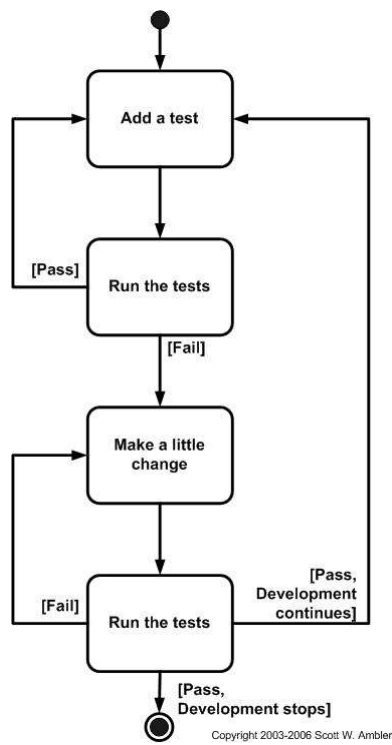 Add a test
[Pass]
Run the tests
[Fail]
Make a little
change
[Pass,
Development
continues]
[Fail]
Run the tests
[Pass,
Development stops]
Copyright 2003-2006 Scott W. Ambler